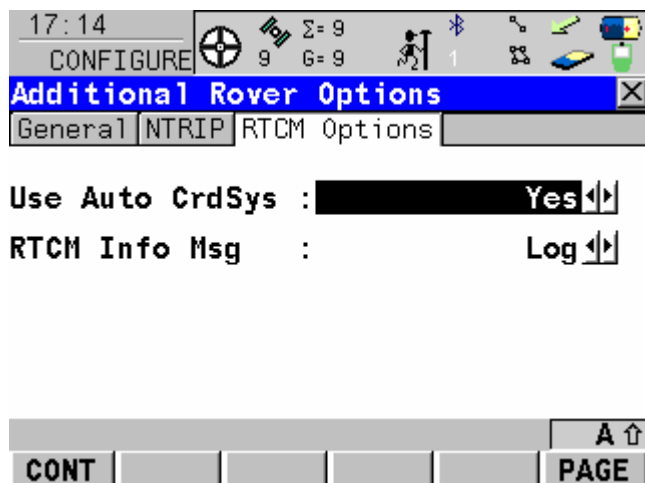 17:14
CONFIGURE
9
Σ= 9
G= 9
2
1
Additional Rover Options
General NTRIP RTCM Options
Use Auto CrdSys : Yes
RTCM Info Msg : Log
A
CONT PAGE